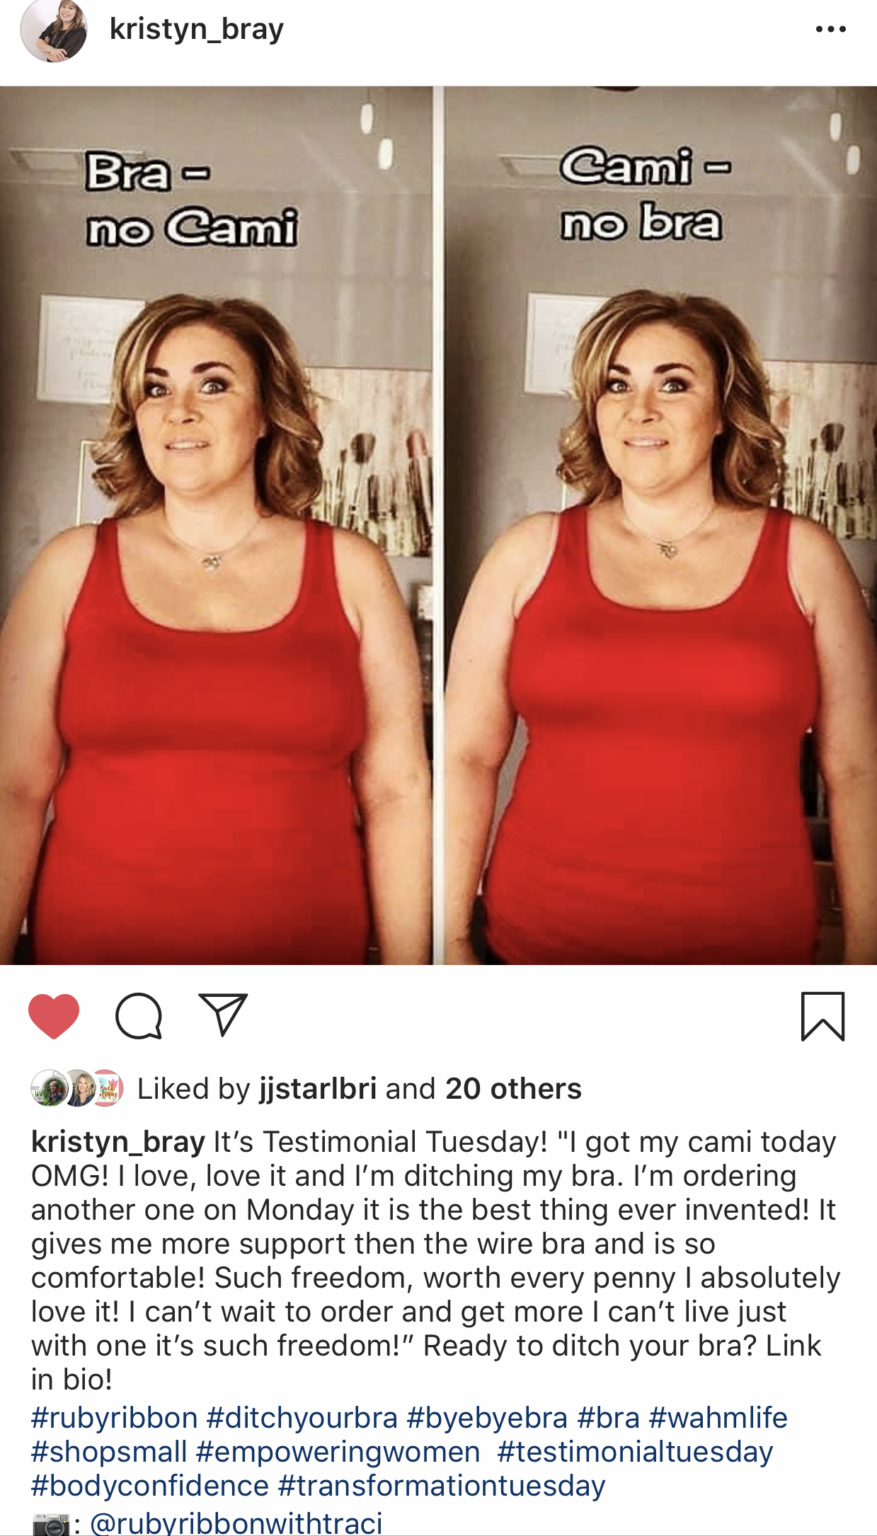 kristyn_bray
Bra -
no Cami
Cami -
no bra
Liked by jjstarlbri and 20 others
kristyn_bray It’s Testimonial Tuesday! "I got my cami today
OMG! I love, love it and I’m ditching my bra. I’m ordering
another one on Monday it is the best thing ever invented! It
gives me more support then the wire bra and is so
comfortable! Such freedom, worth every penny I absolutely
love it! I can’t wait to order and get more I can’t live just
with one it’s such freedom!” Ready to ditch your bra? Link
in bio!
#rubyribbon #ditchyourbra #byebyebra #bra #wahmlife
#shopsmall #empoweringwomen #testimonialtuesday
#bodyconfidence #transformationtuesday
: @rubyribbonwithtraci